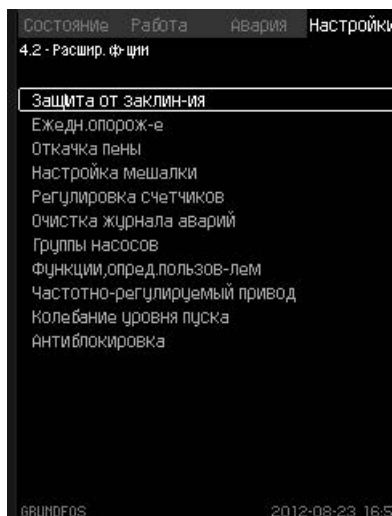 Состояние Работа Авария Настройки
4.2 - Расшир. ф-ции
Защита от заклин-ия
Ежедн.опорож-е
Откачка пены
Настройка мешалки
Регулировка счетчиков
Очистка журнала аварий
Группы насосов
Функции,опред.пользов-лем
Частотно-регулируемый привод
Колебание уровня пуска
Антиблокировка
GRUNDFOS 2012-08-23 16:5